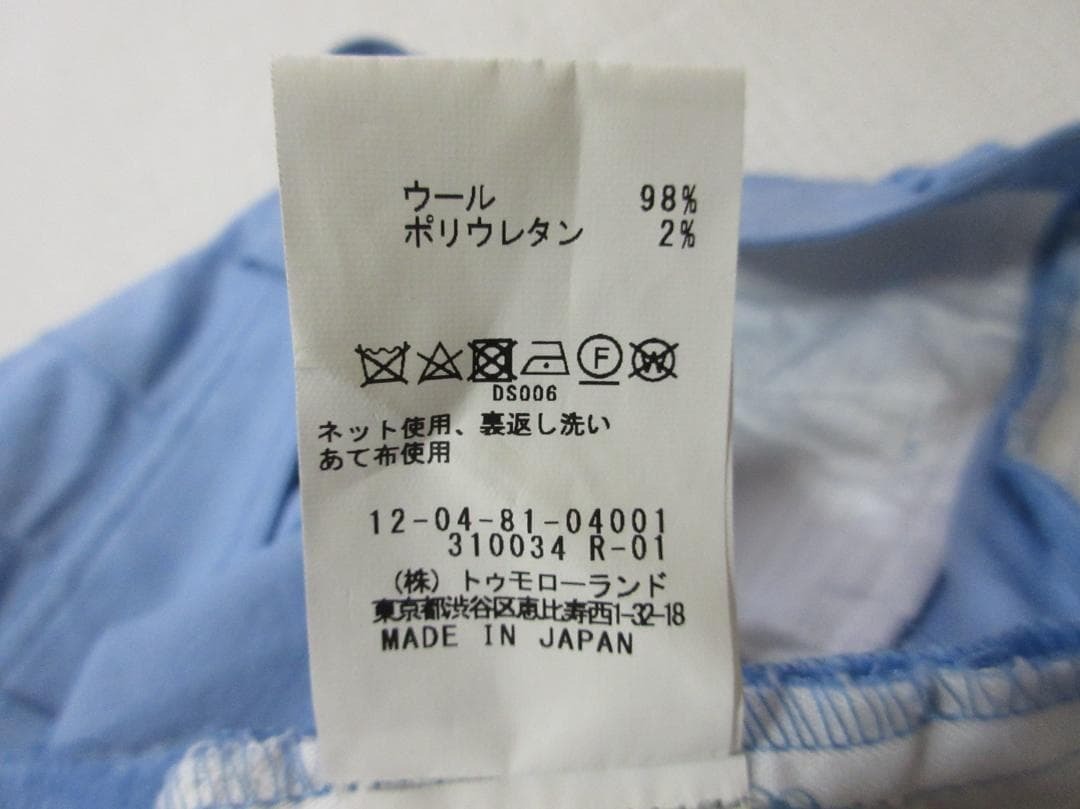 ウール 98%
ポリウレタン 2%
F W
DS006
ネット使用、裏返し洗い
あて布使用
12-04-81-04001
310034 R-01
(株)トゥモローランド
東京都渋谷区恵比寿西1-32-18
MADE IN JAPAN